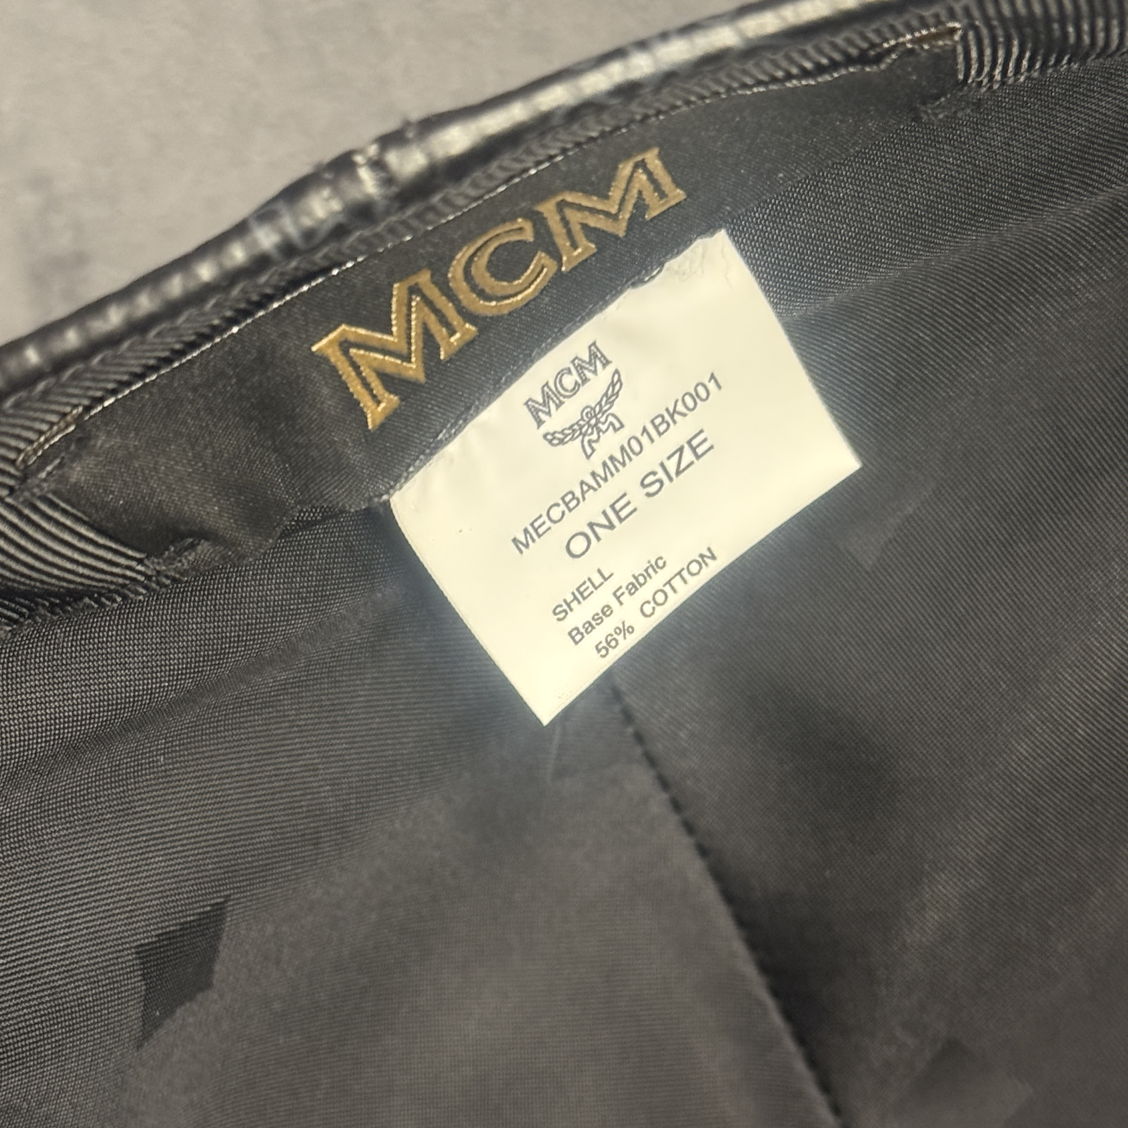 MCM
MCM
MECBAMM01BK001
ONE SIZE
SHELL
Base Fabric
56% COTTON